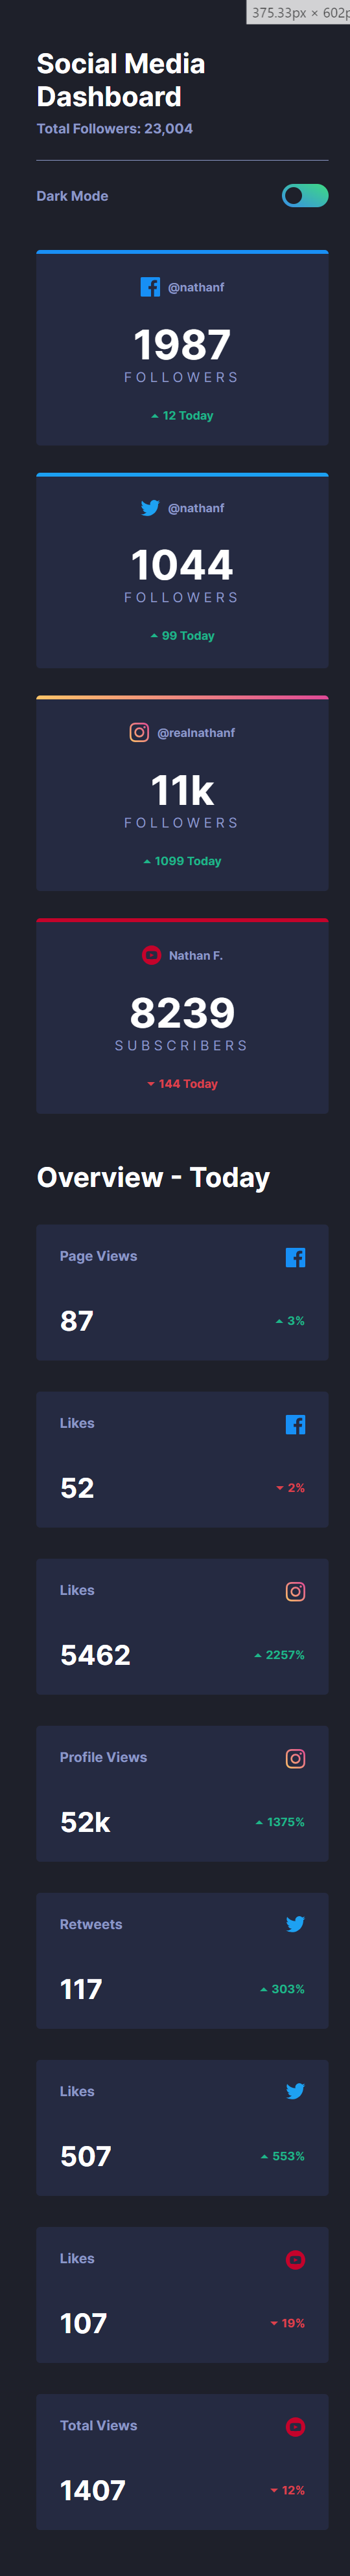 375.33px × 602p
Social Media
Dashboard
Total Followers: 23,004
Dark Mode
@nathanf
1987
FOLLOWERS
12 Today
@nathanf
1044
FOLLOWERS
99 Today
@realnathanf
11k
FOLLOWERS
1099 Today
Nathan F.
8239
SUBSCRIBERS
144 Today
Overview - Today
Page Views
87
3%
Likes
52
2%
Likes
5462
2257%
Profile Views
52k
1375%
Retweets
117
303%
Likes
507
553%
Likes
107
19%
Total Views
1407
12%